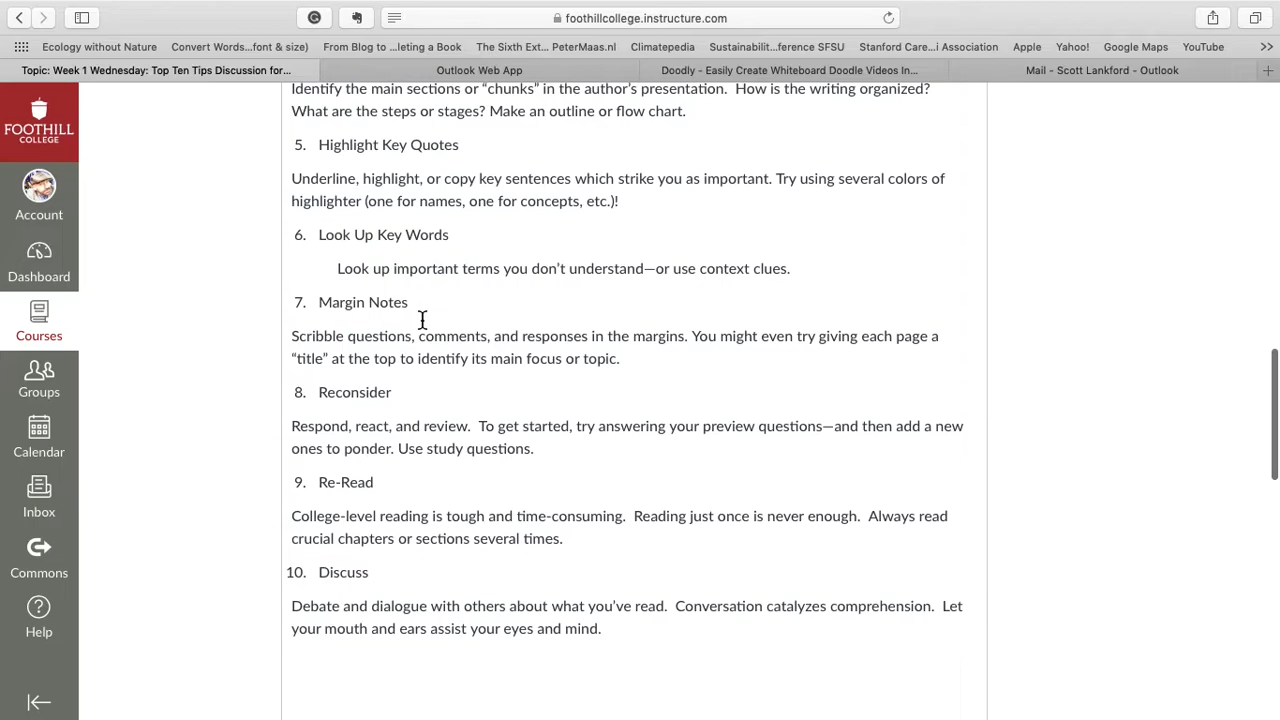 foothillcollege.instructure.com
Ecology without Nature
Convert Words...font & size)
From Blog to ...leting a Book
The Sixth Ext... PeterMaas.nl
Climatepedia
Sustainabilit...ference SFSU
Stanford Care...i Association
Apple
Yahoo!
Google Maps
YouTube
>>
Topic: Week 1 Wednesday: Top Ten Tips Discussion for...
Outlook Web App
Doodly - Easily Create Whiteboard Doodle Videos In...
Mail - Scott Lankford - Outlook
FOOTHILL
COLLEGE
Account
Dashboard
Courses
Groups
Calendar
Inbox
Commons
Help
Identify the main sections or “chunks” in the author’s presentation.  How is the writing organized?
What are the steps or stages? Make an outline or flow chart.
5. Highlight Key Quotes
Underline, highlight, or copy key sentences which strike you as important. Try using several colors of
highlighter (one for names, one for concepts, etc.)!
6. Look Up Key Words
Look up important terms you don’t understand—or use context clues.
7. Margin Notes
Scribble questions, comments, and responses in the margins. You might even try giving each page a
“title” at the top to identify its main focus or topic.
8. Reconsider
Respond, react, and review.  To get started, try answering your preview questions—and then add a new
ones to ponder. Use study questions.
9. Re-Read
College-level reading is tough and time-consuming.  Reading just once is never enough.  Always read
crucial chapters or sections several times.
10. Discuss
Debate and dialogue with others about what you’ve read.  Conversation catalyzes comprehension.  Let
your mouth and ears assist your eyes and mind.